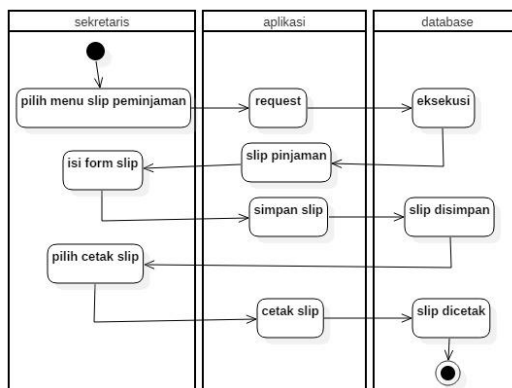 sekretaris
aplikasi
database
pilih menu slip peminjaman
request
eksekusi
isi form slip
slip pinjaman
simpan slip
slip disimpan
pilih cetak slip
cetak slip
slip dicetak